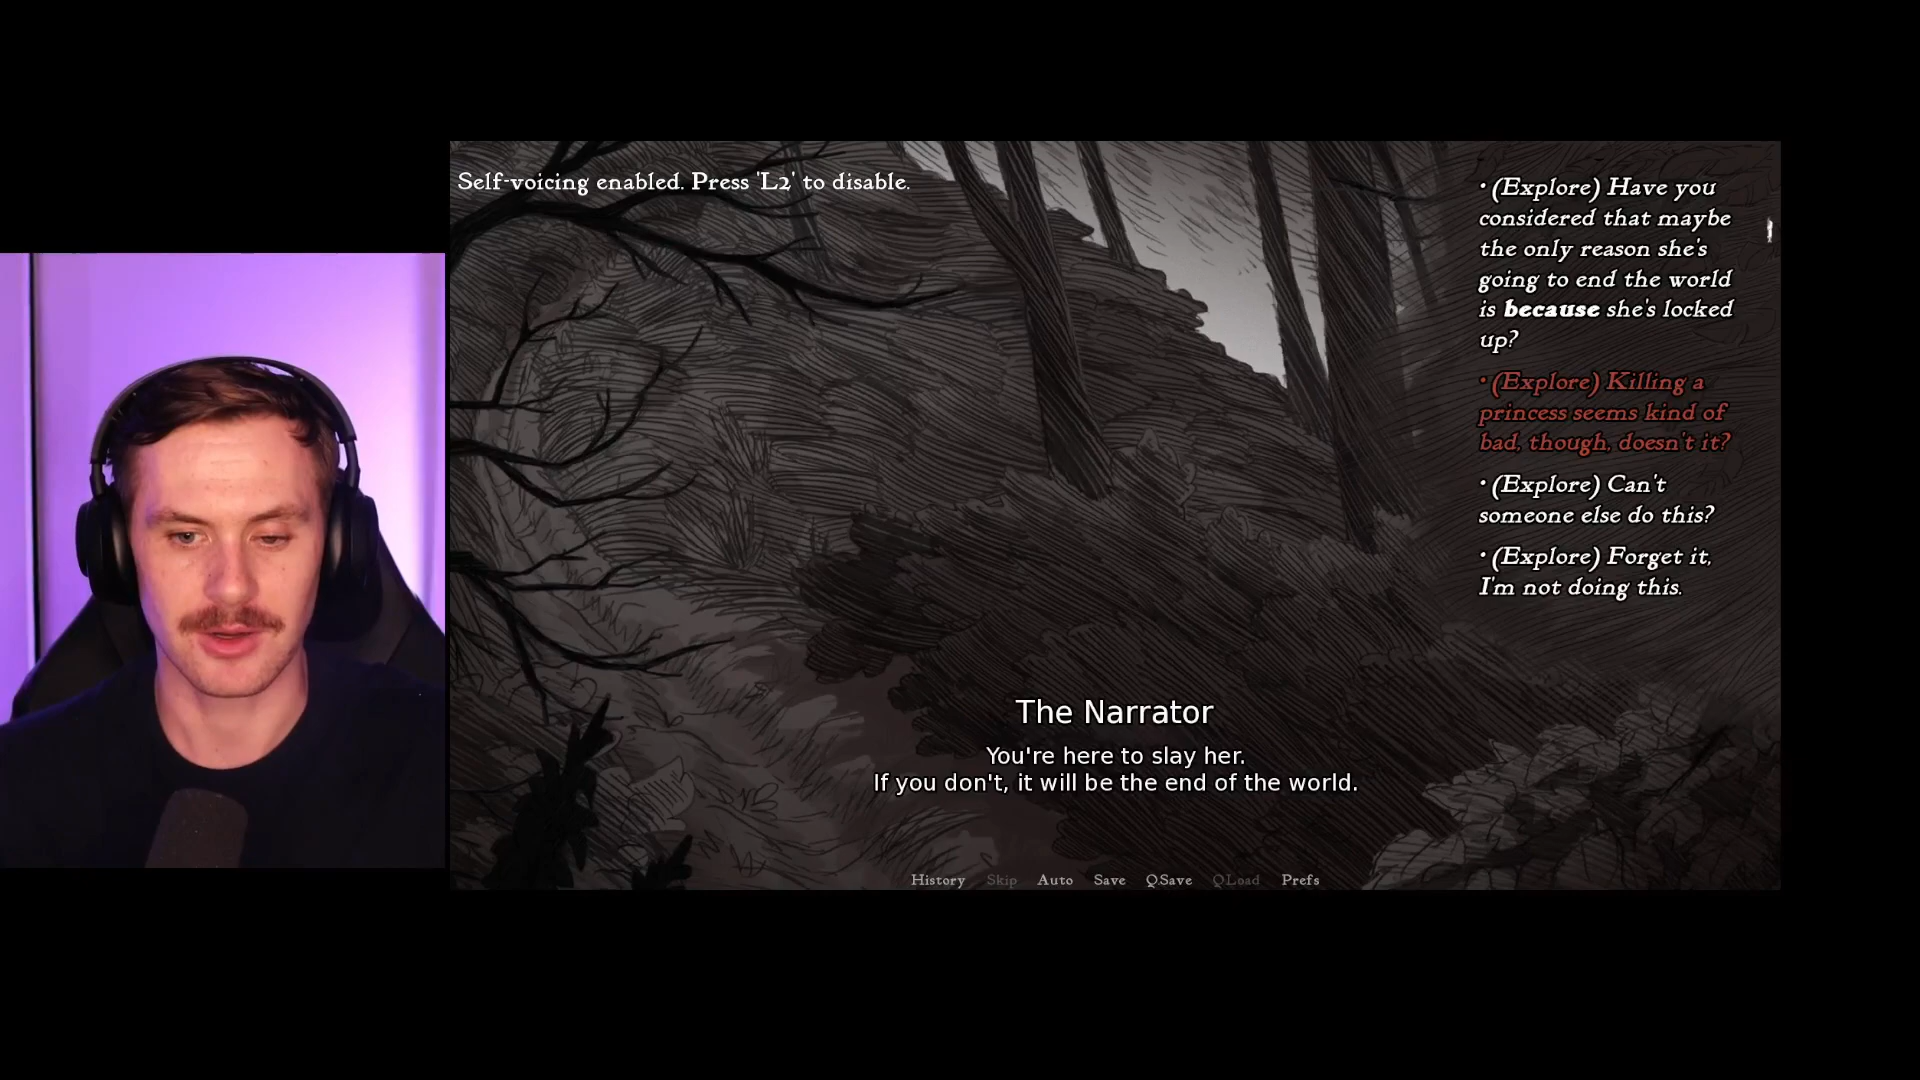 Self-voicing enabled. Press 'L2' to disable.
• (Explore) Have you
considered that maybe
the only reason she's
going to end the world
is because she's locked
up?
• (Explore) Killing a
princess seems kind of
bad, though, doesn't it?
• (Explore) Can't
someone else do this?
• (Explore) Forget it,
I'm not doing this.
The Narrator
You're here to slay her.
If you don't, it will be the end of the world.
History Skip Auto Save Q.Save Q.Load Prefs